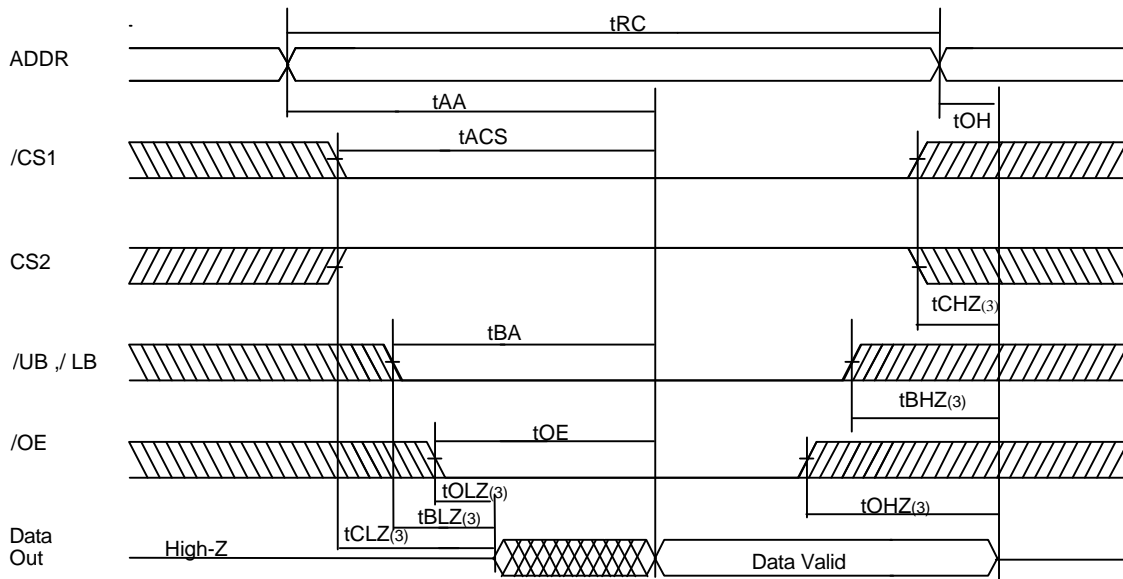 tRC
ADDR
tAA
tOH
tACS
/CS1
CS2
tCHZ(3)
tBA
/UB ,/ LB
tBHZ(3)
tOE
/OE
tOLZ(3)
tBLZ(3)
tOHZ(3)
tCLZ(3)
Data
Out
High-Z
Data Valid